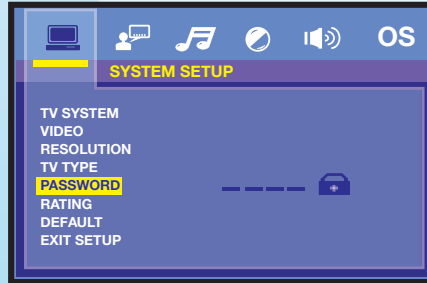 OS
SYSTEM SETUP
TV SYSTEM
VIDEO
RESOLUTION
TV TYPE
PASSWORD
RATING
DEFAULT
EXIT SETUP